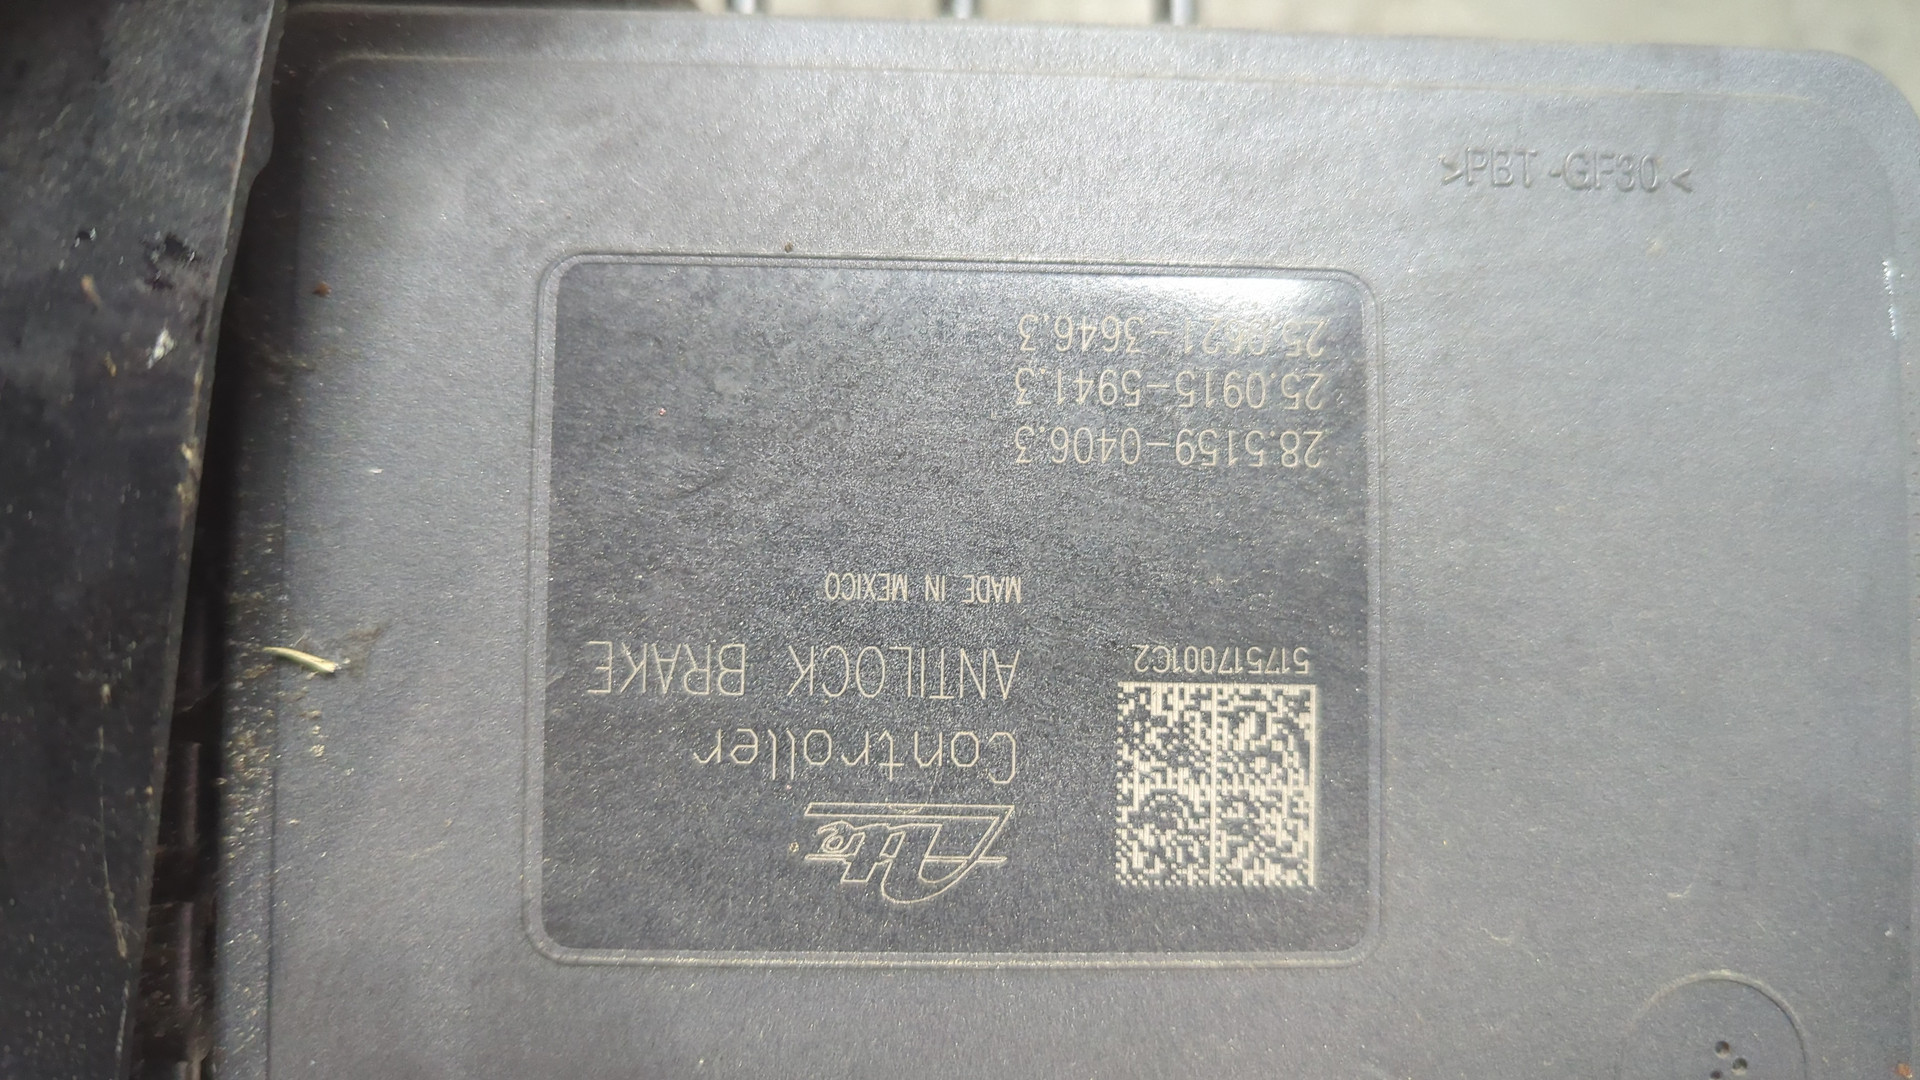 >PBT-GF30<
Ate
Controller
ANTILOCK BRAKE
517517001C2
MADE IN MEXICO
28.5159-0406.3
25.0915-5941.3
25.0621-3646.3